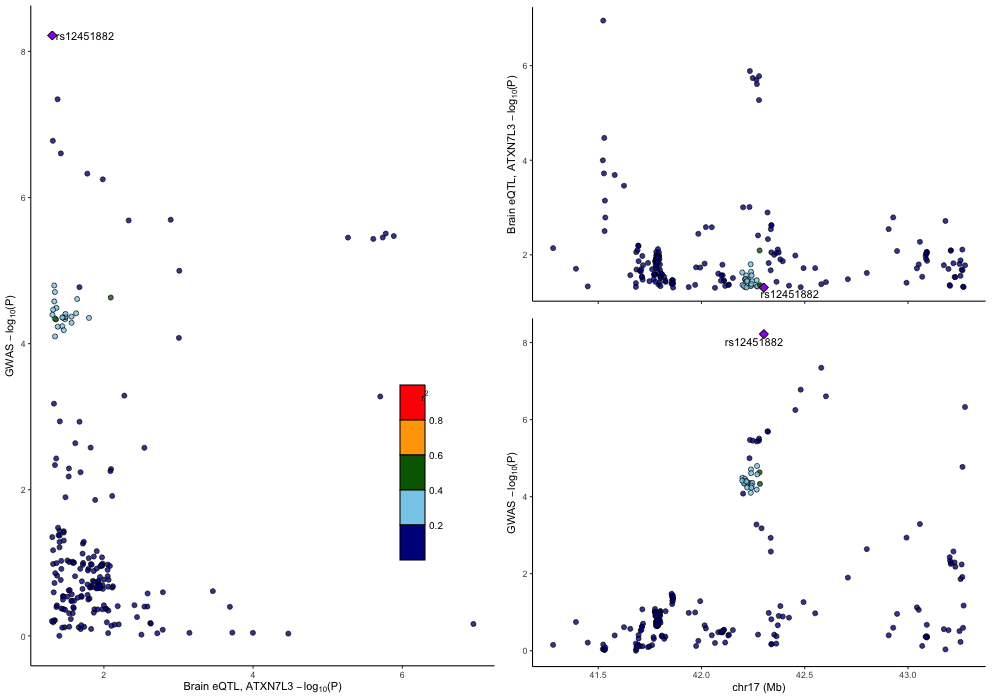 8
6
4
2
0
GWAS −log10(P)
rs12451882
2
4
6
Brain eQTL, ATXN7L3 −log10(P)
r2
0.8
0.6
0.4
0.2
6
4
2
Brain eQTL, ATXN7L3 −log10(P)
rs12451882
8
6
4
2
0
GWAS −log10(P)
rs12451882
41.5
42.0
42.5
43.0
chr17 (Mb)